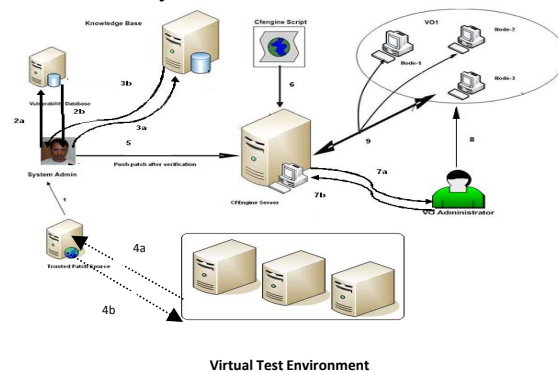 Knowledge Base
Cfengine Script
VO1
Node-2
Node-1
Node-3
3b
Vulnerability Database
2a
2b
3a
6
5
9
8
Push patch after verification
7a
System Admin
CFEngine Server
7b
VO Administrator
1
Trusted Patch Source
4a
4b
Virtual Test Environment